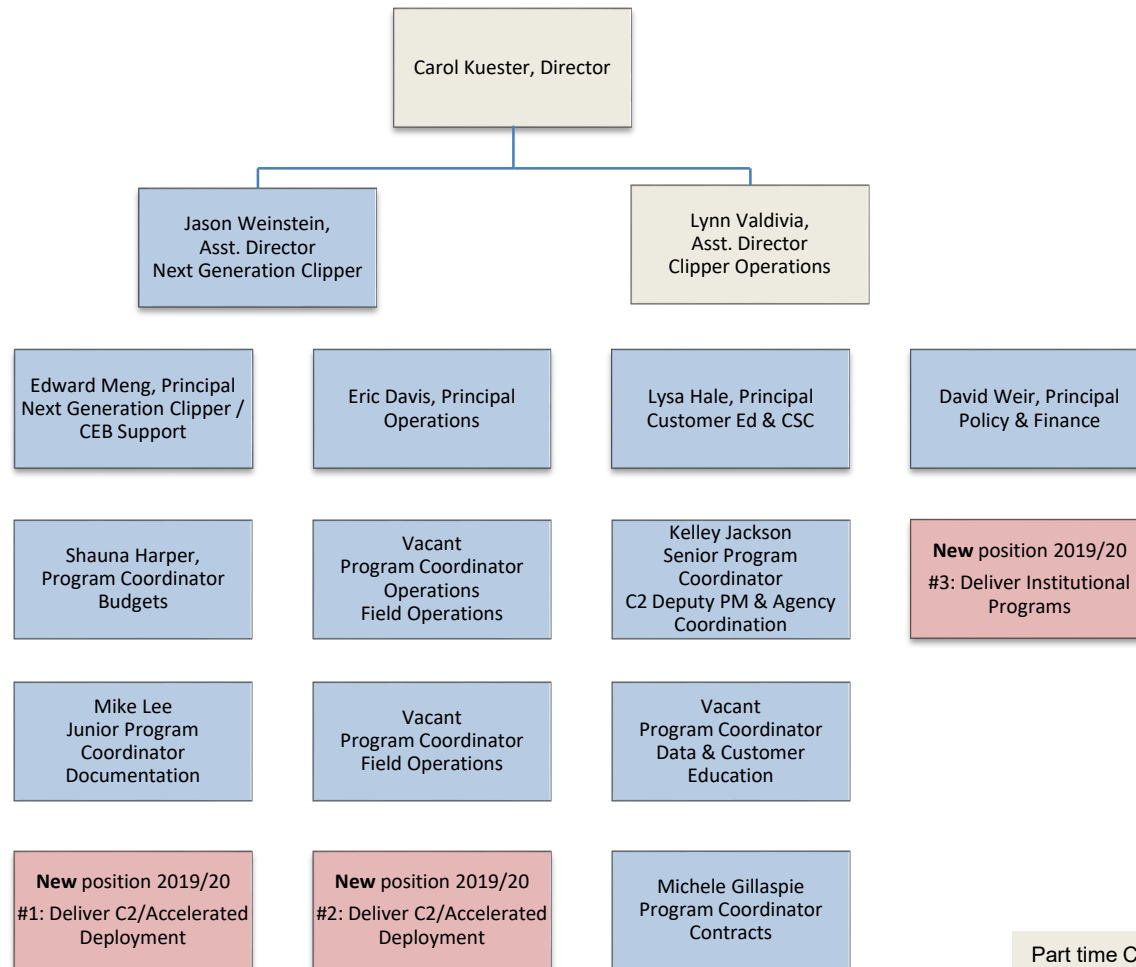 Carol Kuester, Director
Jason Weinstein,
Asst. Director
Next Generation Clipper
Lynn Valdivia,
Asst. Director
Clipper Operations
Edward Meng, Principal
Next Generation Clipper /
CEB Support
Eric Davis, Principal
Operations
Lysa Hale, Principal
Customer Ed & CSC
David Weir, Principal
Policy & Finance
Shauna Harper,
Program Coordinator
Budgets
Vacant
Program Coordinator
Operations
Field Operations
Kelley Jackson
Senior Program
Coordinator
C2 Deputy PM & Agency
Coordination
New position 2019/20
#3: Deliver Institutional
Programs
Mike Lee
Junior Program
Coordinator
Documentation
Vacant
Program Coordinator
Field Operations
Vacant
Program Coordinator
Data & Customer
Education
New position 2019/20
#1: Deliver C2/Accelerated
Deployment
New position 2019/20
#2: Deliver C2/Accelerated
Deployment
Michele Gillaspie
Program Coordinator
Contracts
Part time C